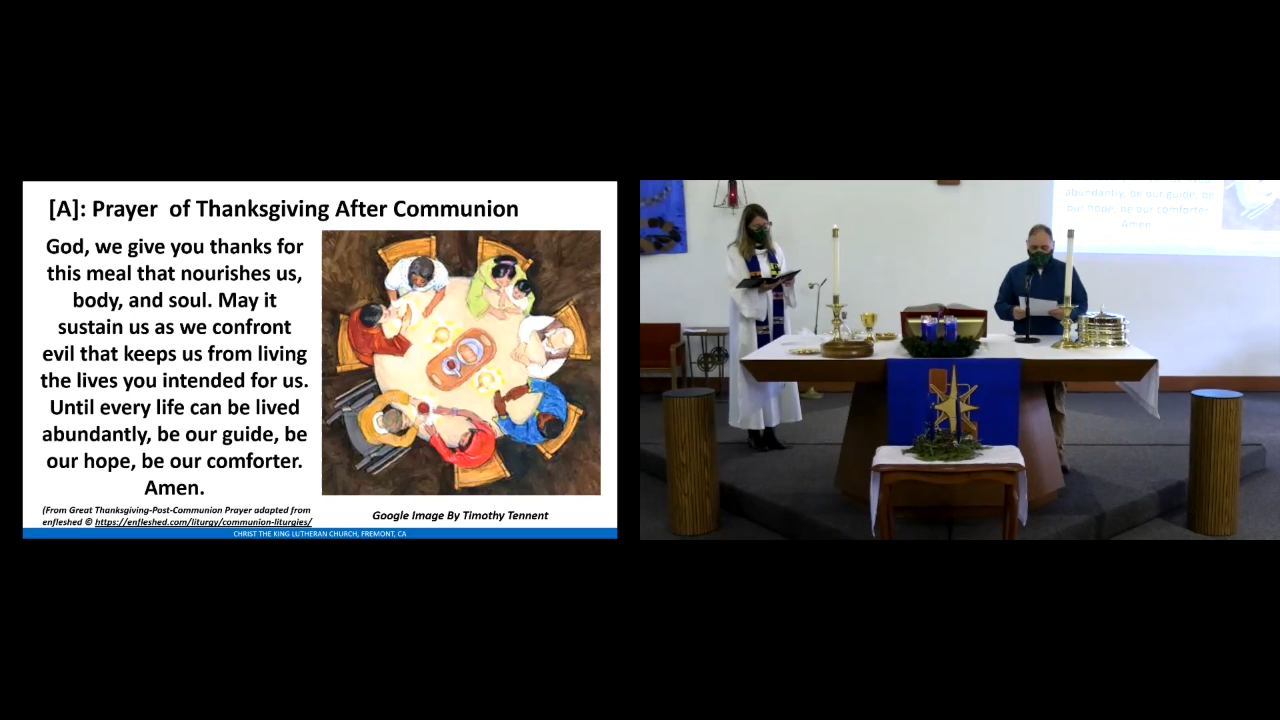 [A]: Prayer  of Thanksgiving After Communion
God, we give you thanks for
this meal that nourishes us,
body, and soul. May it
sustain us as we confront
evil that keeps us from living
the lives you intended for us.
Until every life can be lived
abundantly, be our guide, be
our hope, be our comforter.
Amen.
(From Great Thanksgiving-Post-Communion Prayer adapted from
enfleshed © https://enfleshed.com/liturgy/communion-liturgies/
Google Image By Timothy Tennent
CHRIST THE KING LUTHERAN CHURCH, FREMONT, CA
abundantly, be our guide, be
our hope, be our comforter.
Amen.